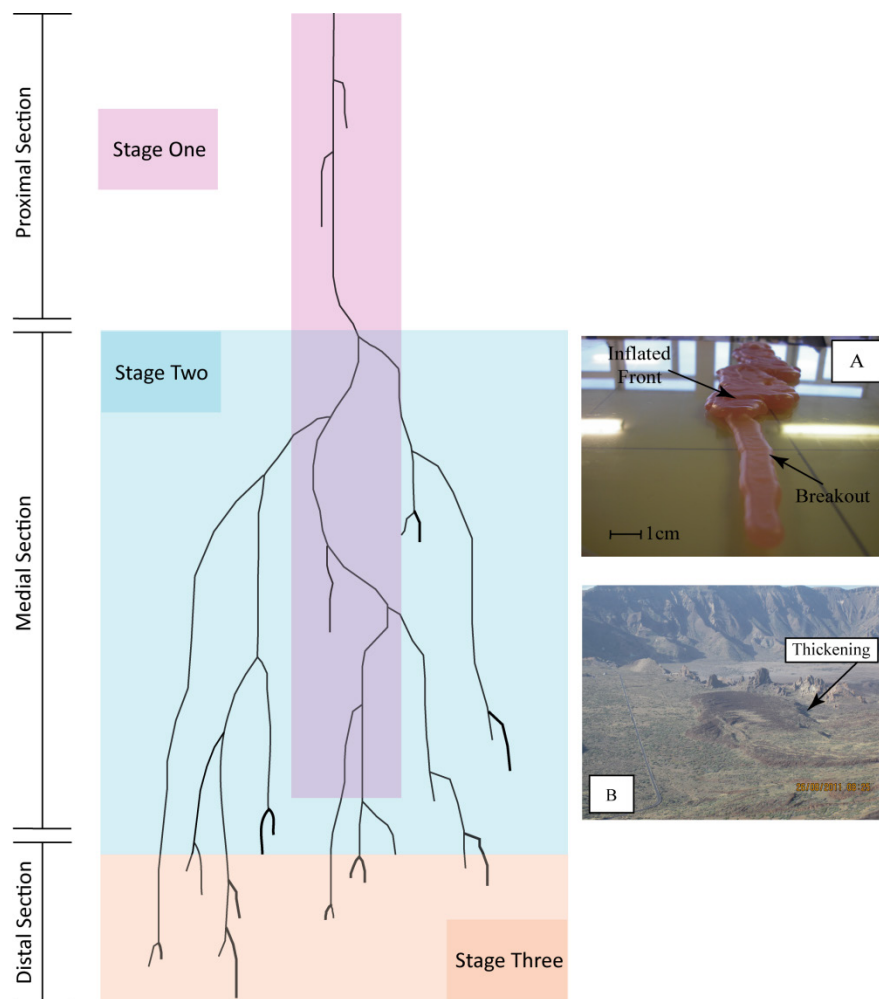 Proximal Section
Stage One
Medial Section
Stage Two
Inflated
Front
A
Breakout
1cm
Thickening
B
Distal Section
Stage Three